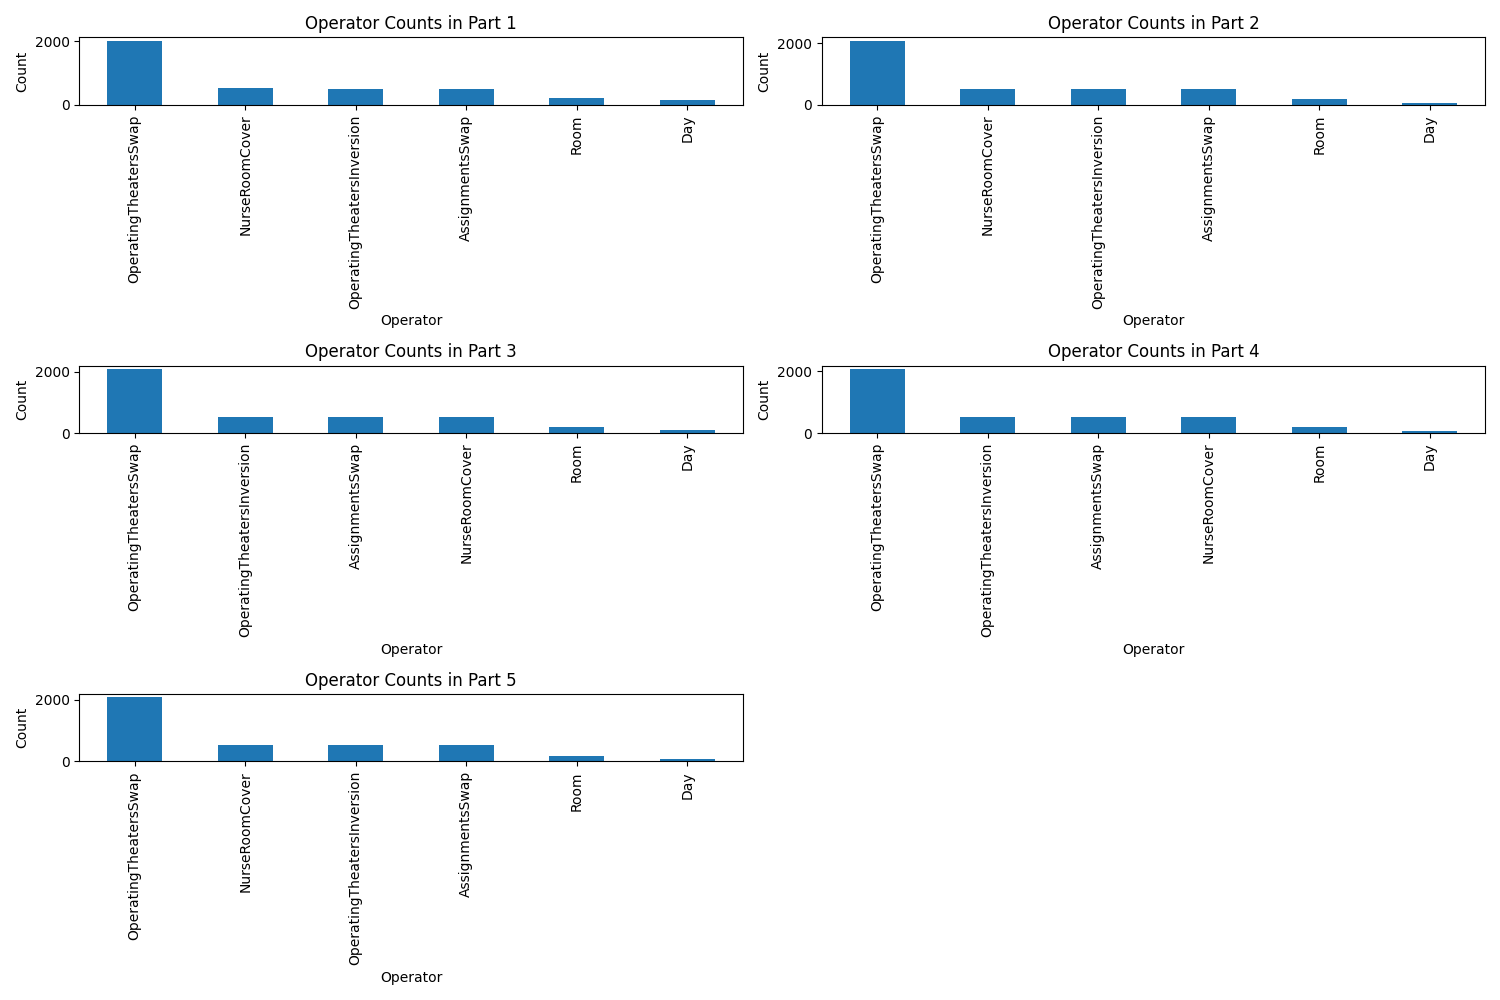 Operator Counts in Part 1
Count
2000
0
OperatingTheatersSwap
NurseRoomCover
OperatingTheatersInversion
AssignmentsSwap
Room
Day
Operator
Operator Counts in Part 2
Count
2000
0
OperatingTheatersSwap
NurseRoomCover
OperatingTheatersInversion
AssignmentsSwap
Room
Day
Operator
Operator Counts in Part 3
Count
2000
0
OperatingTheatersSwap
OperatingTheatersInversion
AssignmentsSwap
NurseRoomCover
Room
Day
Operator
Operator Counts in Part 4
Count
2000
0
OperatingTheatersSwap
OperatingTheatersInversion
AssignmentsSwap
NurseRoomCover
Room
Day
Operator
Operator Counts in Part 5
Count
2000
0
OperatingTheatersSwap
NurseRoomCover
OperatingTheatersInversion
AssignmentsSwap
Room
Day
Operator